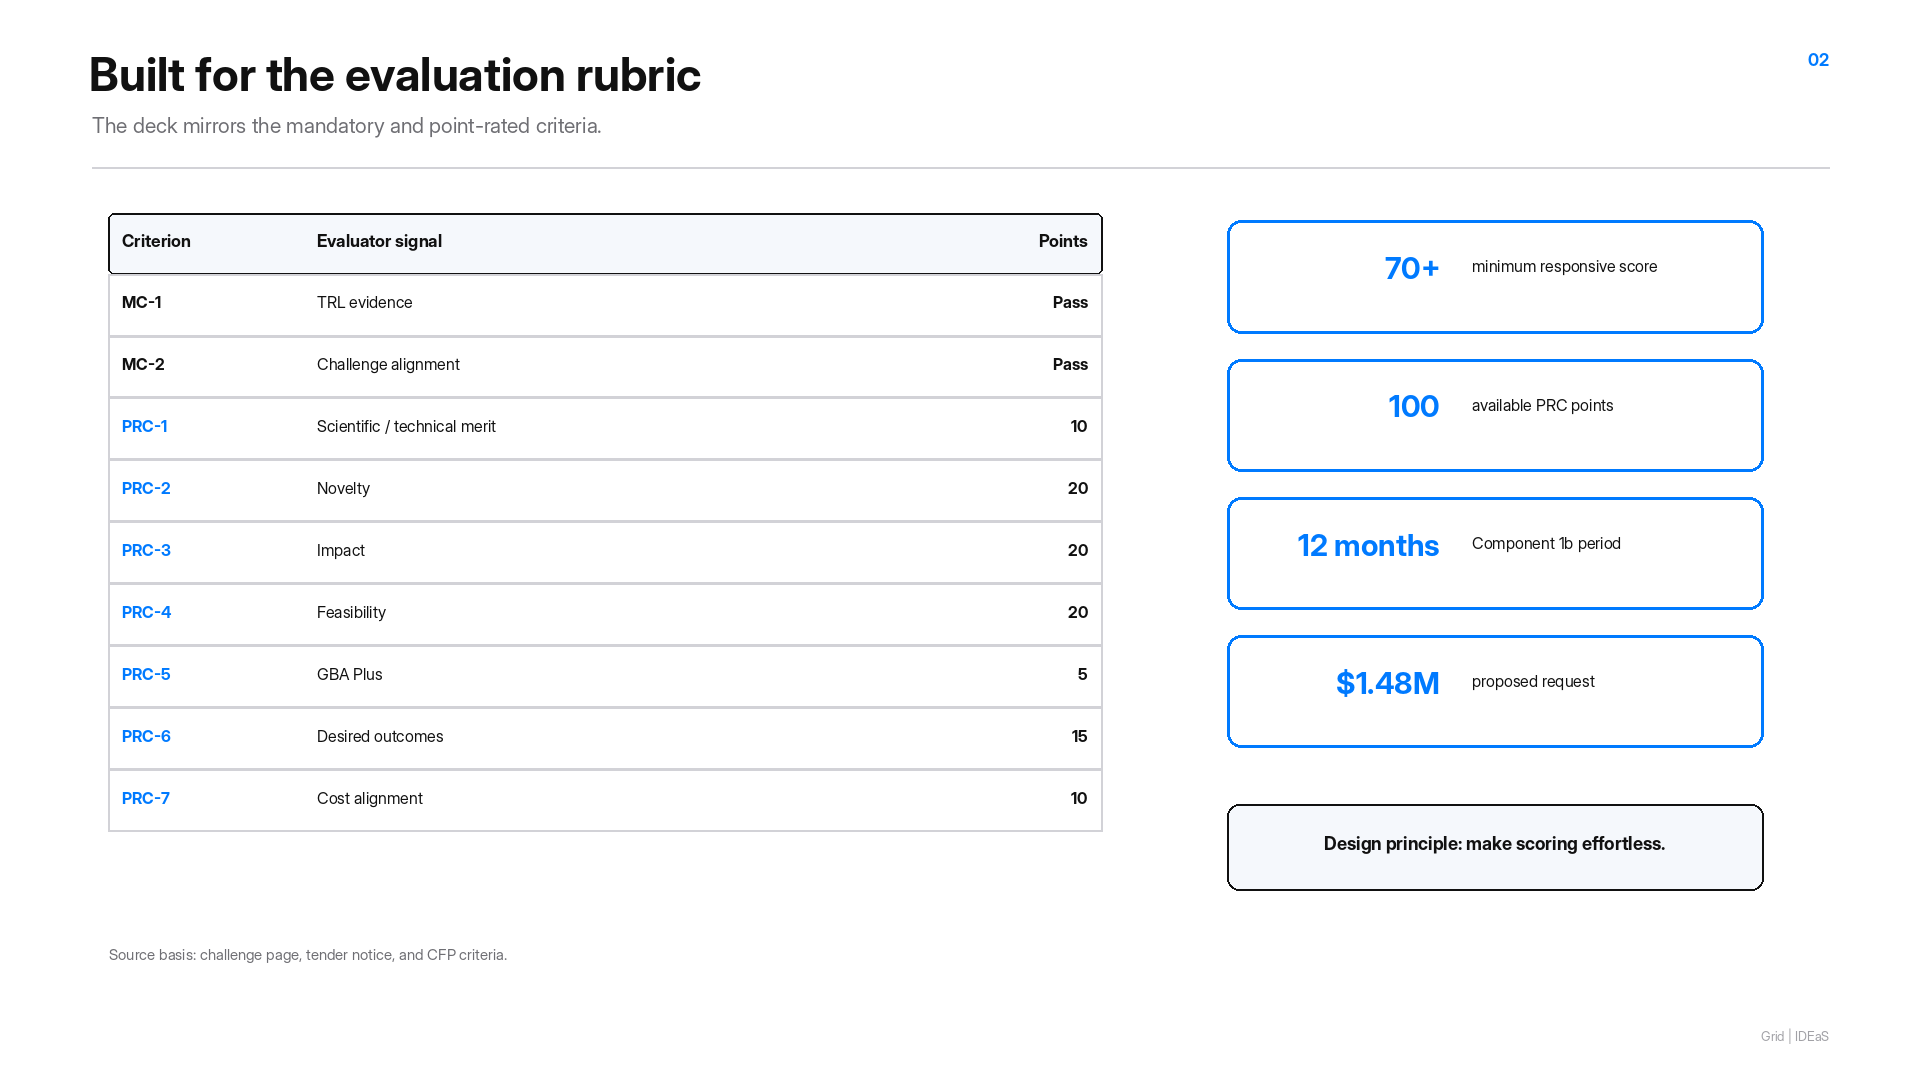 Built for the evaluation rubric
02
The deck mirrors the mandatory and point-rated criteria.
Criterion Evaluator signal Points
MC-1 TRL evidence Pass
MC-2 Challenge alignment Pass
PRC-1 Scientific / technical merit 10
PRC-2 Novelty 20
PRC-3 Impact 20
PRC-4 Feasibility 20
PRC-5 GBA Plus 5
PRC-6 Desired outcomes 15
PRC-7 Cost alignment 10
70+ minimum responsive score
100 available PRC points
12 months Component 1b period
$1.48M proposed request
Design principle: make scoring effortless.
Source basis: challenge page, tender notice, and CFP criteria.
Grid | IDEaS